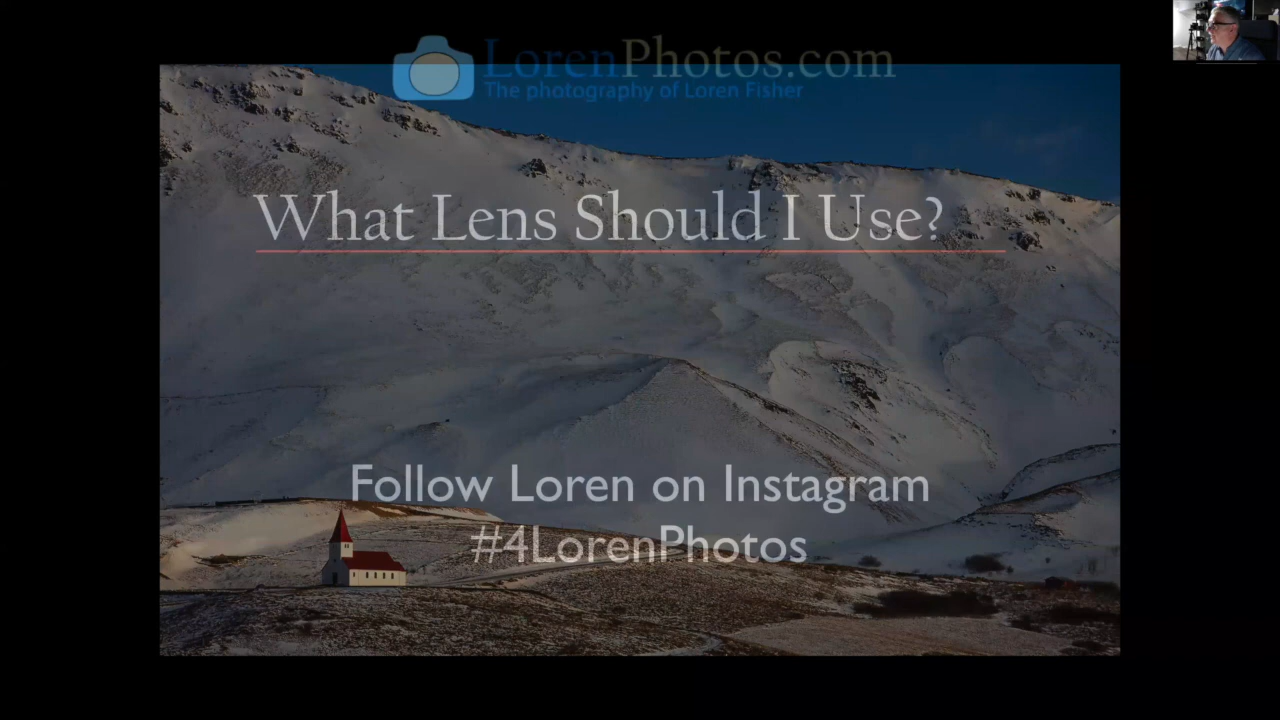 LorenPhotos.com
The photography of Loren Fisher
What Lens Should I Use?
Follow Loren on Instagram
#4LorenPhotos